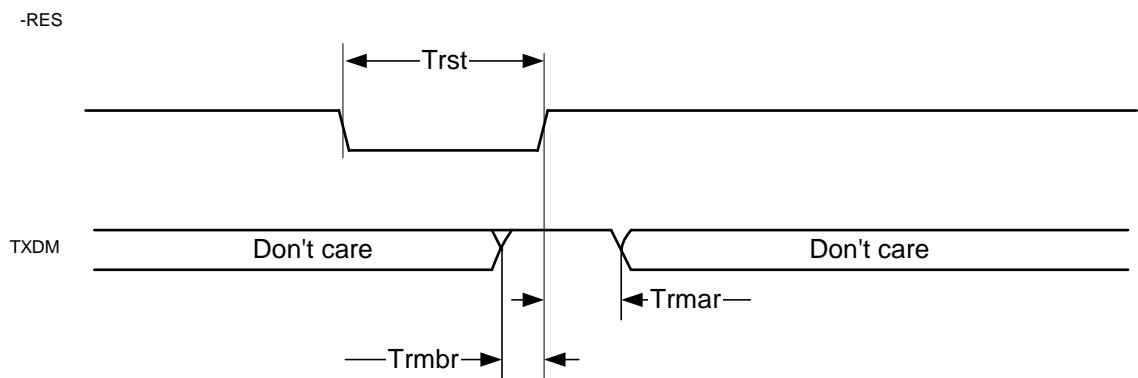 -RES
Trst
TXDM
Don't care
Don't care
Trmar
Trmbr